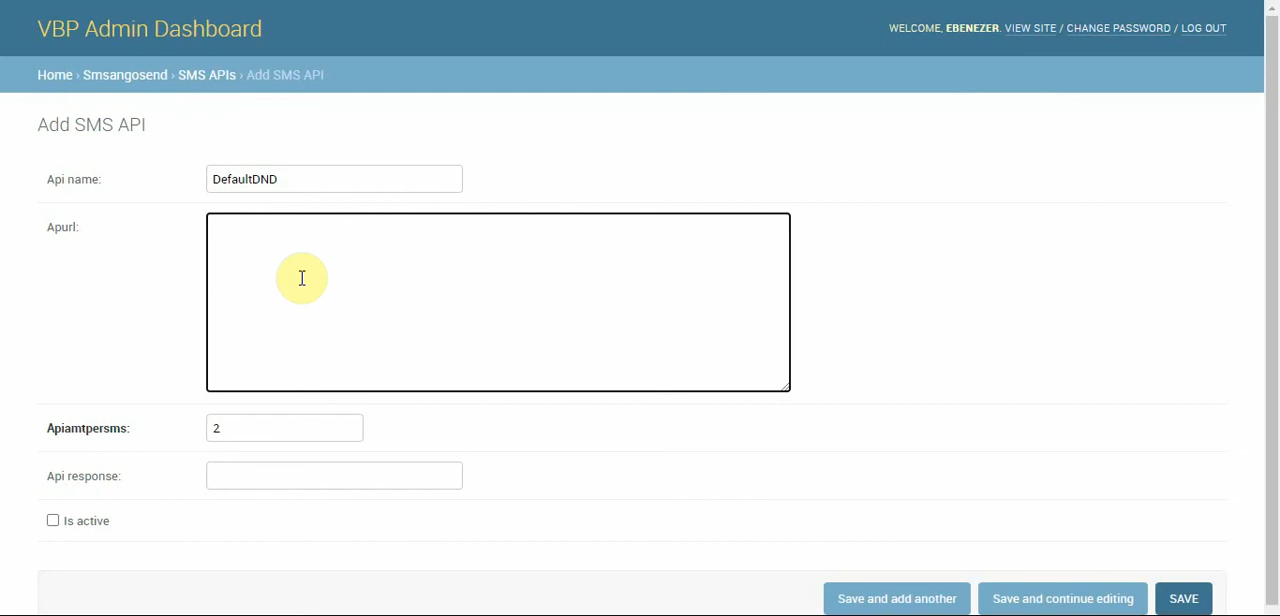 VBP Admin Dashboard
WELCOME, EBENEZER. VIEW SITE / CHANGE PASSWORD / LOG OUT
Home › Smsangosend › SMS APIs › Add SMS API
Add SMS API
Api name: DefaultDND
Apurl:
Apiamtpersms: 2
Api response:
Is active
Save and add another Save and continue editing SAVE